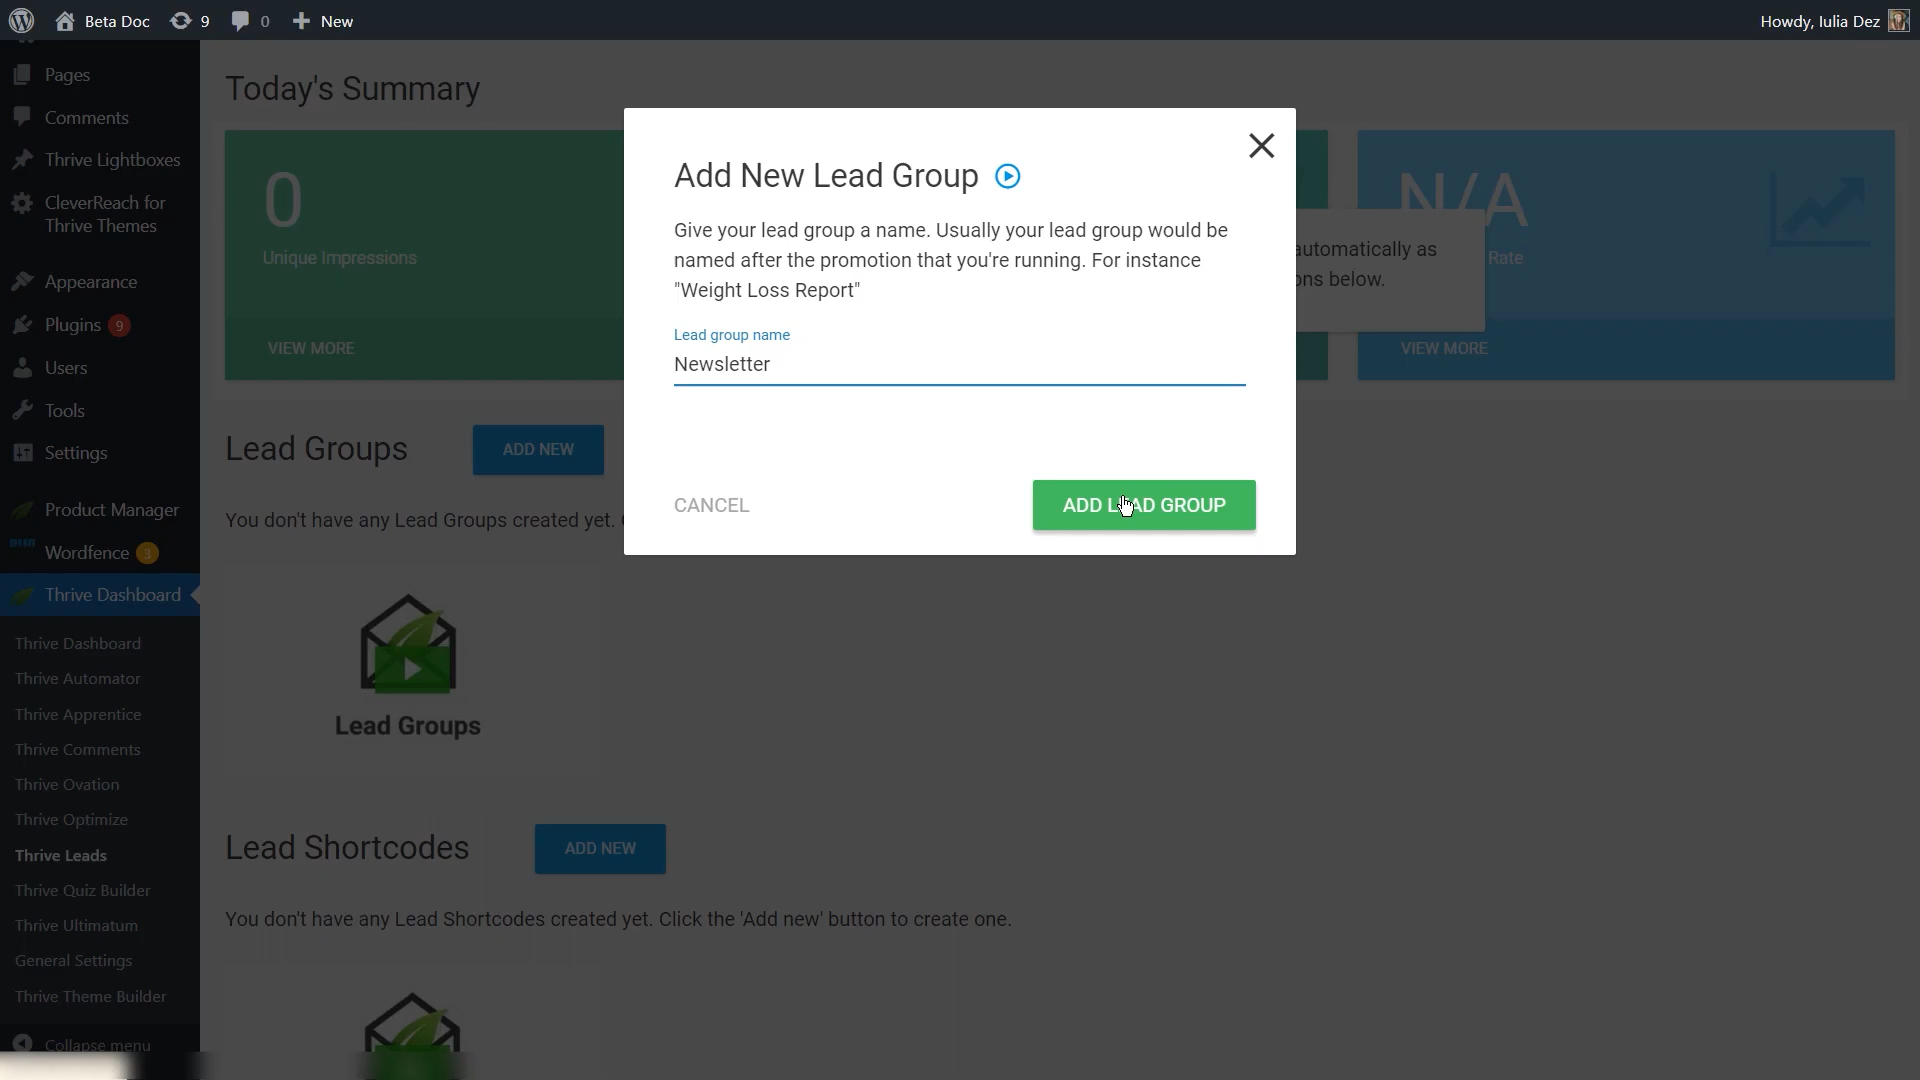 Beta Doc
9
0
New
Howdy, Iulia Dez
Pages
Comments
Thrive Lightboxes
CleverReach for
Thrive Themes
Appearance
Plugins 9
Users
Tools
Settings
Product Manager
Wordfence 3
Thrive Dashboard
Thrive Dashboard
Thrive Automator
Thrive Apprentice
Thrive Comments
Thrive Ovation
Thrive Optimize
Thrive Leads
Thrive Quiz Builder
Thrive Ultimatum
General Settings
Thrive Theme Builder
Collapse menu
Today's Summary
0
Unique Impressions
VIEW MORE
N/A
Rate
VIEW MORE
automatically as
ons below.
Add New Lead Group
Give your lead group a name. Usually your lead group would be
named after the promotion that you're running. For instance
"Weight Loss Report"
Lead group name
Newsletter
CANCEL
ADD LEAD GROUP
Lead Groups
ADD NEW
You don't have any Lead Groups created yet.
Lead Groups
Lead Shortcodes
ADD NEW
You don't have any Lead Shortcodes created yet. Click the 'Add new' button to create one.